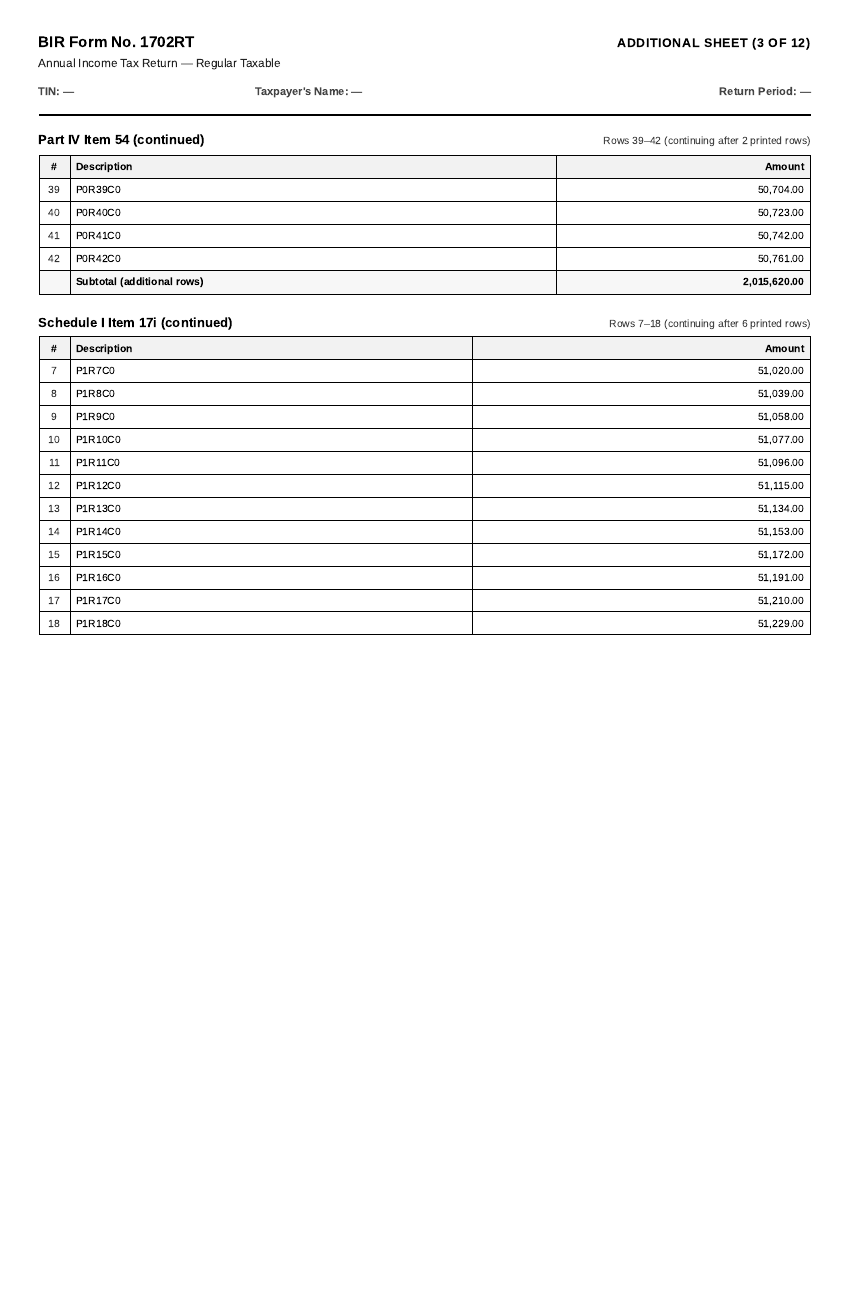 BIR Form No. 1702RT
ADDITIONAL SHEET (3 OF 12)
Annual Income Tax Return — Regular Taxable
TIN: — Taxpayer's Name: — Return Period: —
Part IV Item 54 (continued)
Rows 39–42 (continuing after 2 printed rows)
# Description Amount
39 P0R39C0 50,704.00
40 P0R40C0 50,723.00
41 P0R41C0 50,742.00
42 P0R42C0 50,761.00
Subtotal (additional rows) 2,015,620.00
Schedule I Item 17i (continued)
Rows 7–18 (continuing after 6 printed rows)
# Description Amount
7 P1R7C0 51,020.00
8 P1R8C0 51,039.00
9 P1R9C0 51,058.00
10 P1R10C0 51,077.00
11 P1R11C0 51,096.00
12 P1R12C0 51,115.00
13 P1R13C0 51,134.00
14 P1R14C0 51,153.00
15 P1R15C0 51,172.00
16 P1R16C0 51,191.00
17 P1R17C0 51,210.00
18 P1R18C0 51,229.00